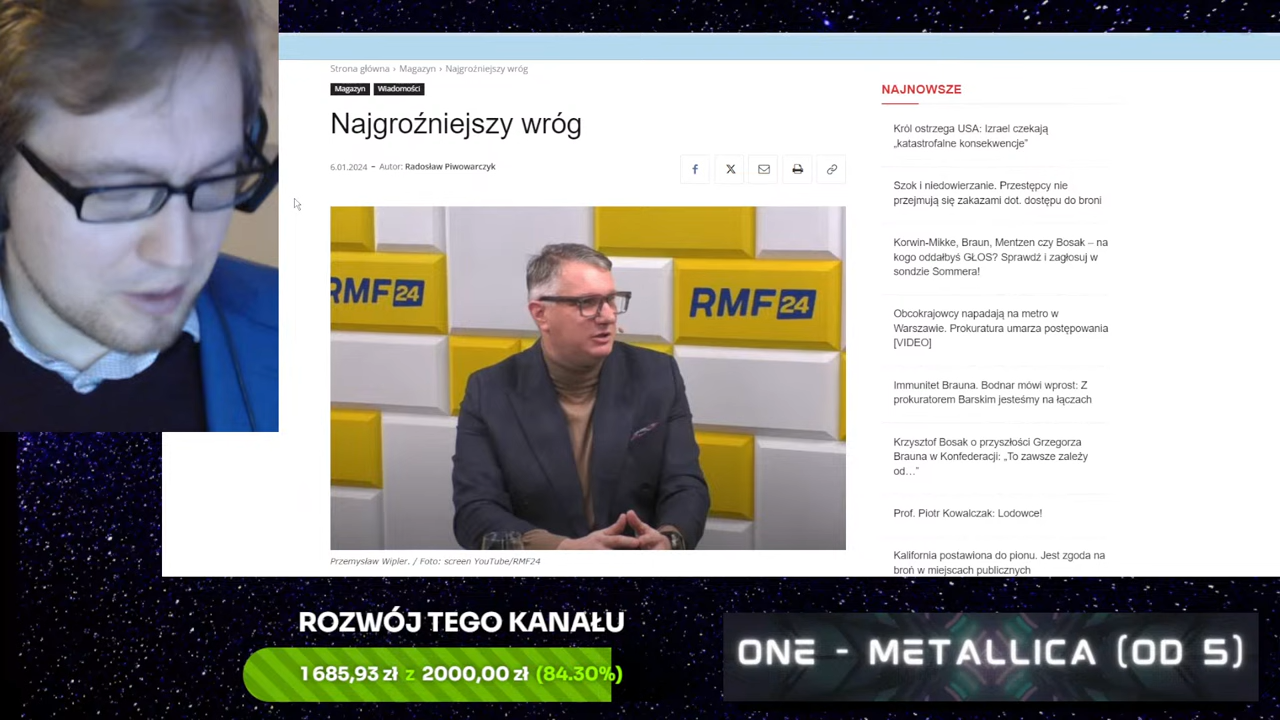 Strona główna › Magazyn › Najgroźniejszy wróg
Magazyn Wiadomości
Najgroźniejszy wróg
6.01.2024 – Autor: Radosław Piwowarczyk
RMF24
RMF24
Przemysław Wipler. / Foto: screen YouTube/RMF24
NAJNOWSZE
Król ostrzega USA: Izrael czekają
„katastrofalne konsekwencje”
Szok i niedowierzanie. Przestępcy nie
przejmują się zakazami dot. dostępu do broni
Korwin-Mikke, Braun, Mentzen czy Bosak – na
kogo oddałbyś GŁOS? Sprawdź i zagłosuj w
sondzie Sommera!
Obcokrajowcy napadają na metro w
Warszawie. Prokuratura umarza postępowania
[VIDEO]
Immunitet Brauna. Bodnar mówi wprost: Z
prokuratorem Barskim jesteśmy na łączach
Krzysztof Bosak o przyszłości Grzegorza
Brauna w Konfederacji: „To zawsze zależy
od…”
Prof. Piotr Kowalczak: Lodowce!
Kalifornia postawiona do pionu. Jest zgoda na
broń w miejscach publicznych
ROZWÓJ TEGO KANAŁU
1 685,93 zł z 2000,00 zł (84.30%)
ONE - METALLICA (OD S)